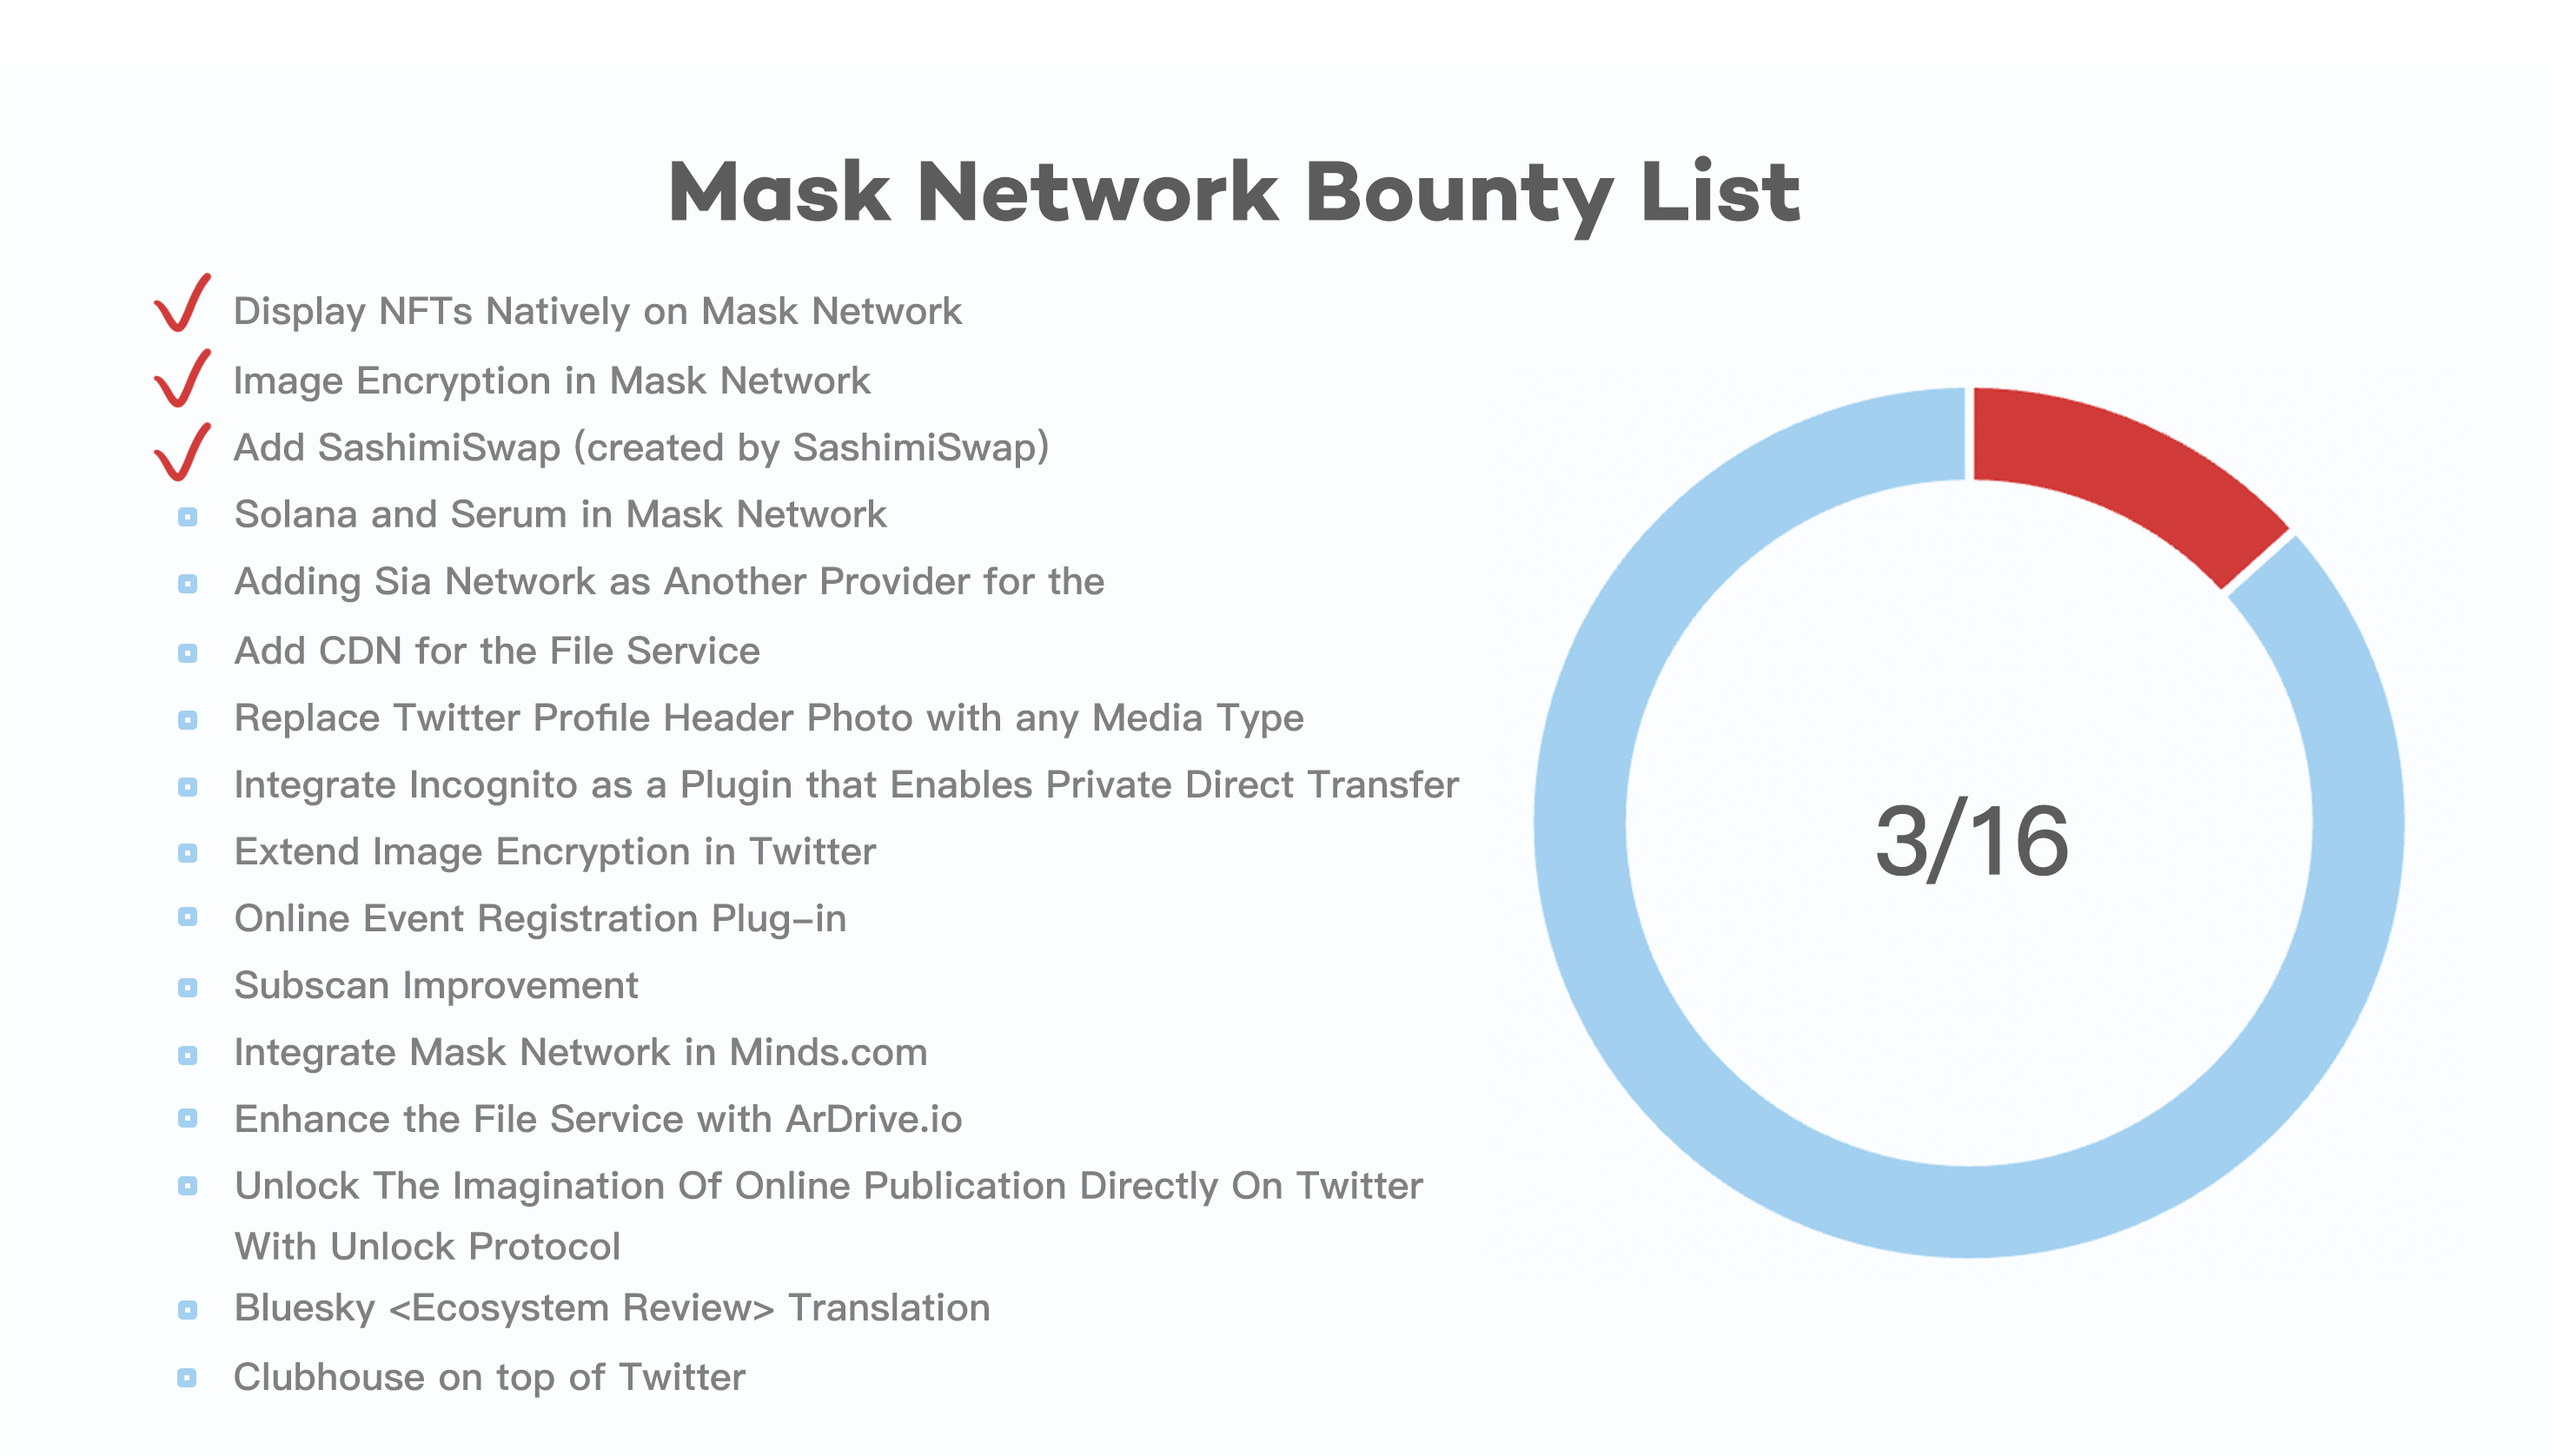 Mask Network Bounty List
Display NFTs Natively on Mask Network
Image Encryption in Mask Network
Add SashimiSwap (created by SashimiSwap)
Solana and Serum in Mask Network
Adding Sia Network as Another Provider for the
Add CDN for the File Service
Replace Twitter Profile Header Photo with any Media Type
Integrate Incognito as a Plugin that Enables Private Direct Transfer
Extend Image Encryption in Twitter
Online Event Registration Plug–in
Subscan Improvement
Integrate Mask Network in Minds.com
Enhance the File Service with ArDrive.io
Unlock The Imagination Of Online Publication Directly On Twitter
With Unlock Protocol
Bluesky <Ecosystem Review> Translation
Clubhouse on top of Twitter
3/16